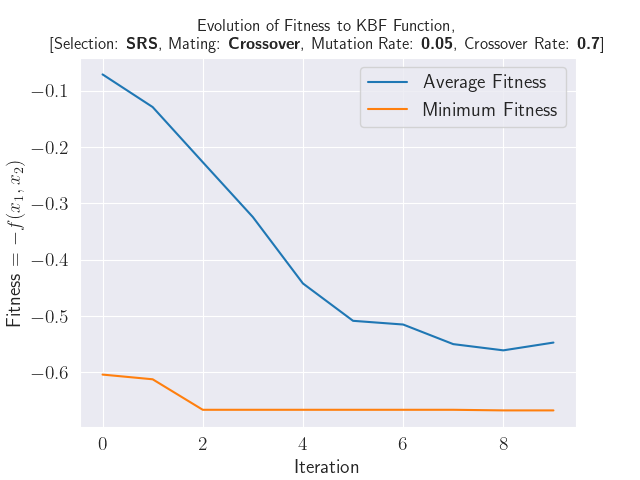 Evolution of Fitness to KBF Function,
[Selection: SRS, Mating: Crossover, Mutation Rate: 0.05, Crossover Rate: 0.7]
Average Fitness
Minimum Fitness
Fitness = −f(x₁, x₂)
−0.1
−0.2
−0.3
−0.4
−0.5
−0.6
0 2 4 6 8
Iteration